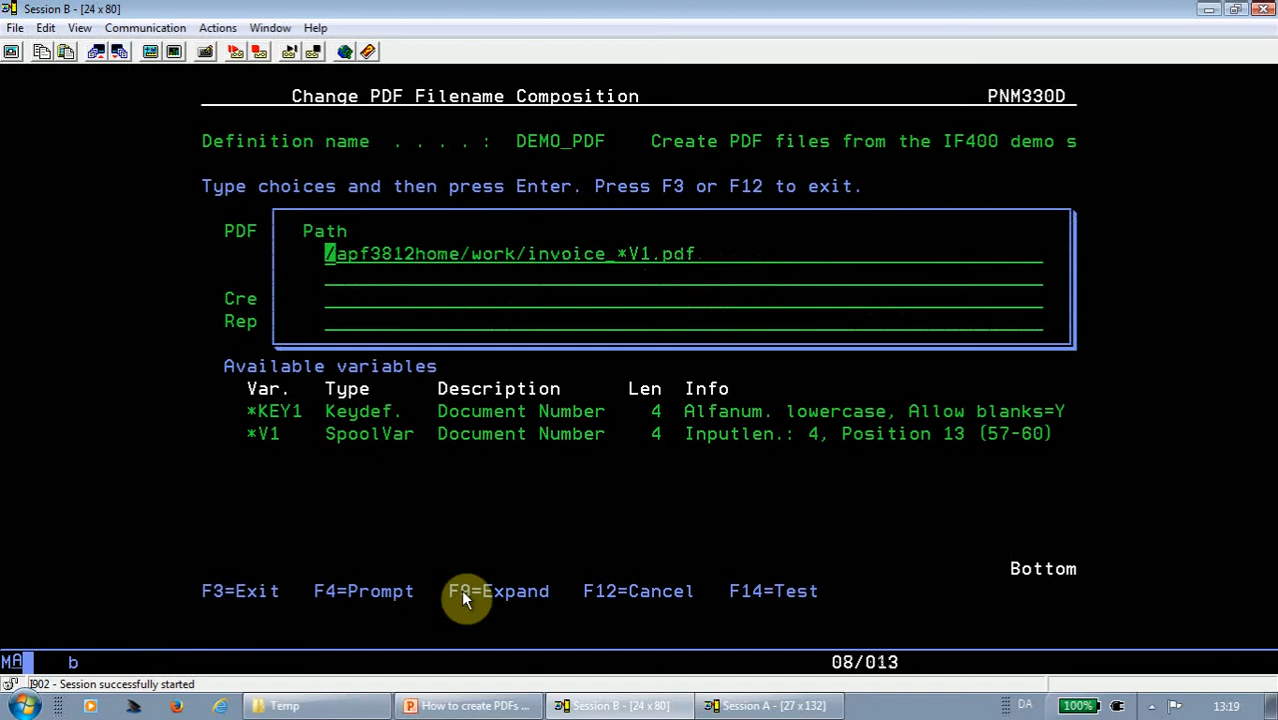 Session B - [24 x 80]
File Edit View Communication Actions Window Help
Change PDF Filename Composition PNM330D
Definition name . . . . : DEMO_PDF Create PDF files from the IF400 demo s
Type choices and then press Enter. Press F3 or F12 to exit.
PDF Path
/apf3812home/work/invoice_*V1.pdf
Cre
Rep
Available variables
Var. Type Description Len Info
*KEY1 Keydef. Document Number 4 Alfanum. lowercase, Allow blanks=Y
*V1 SpoolVar Document Number 4 Inputlen.: 4, Position 13 (57-60)
Bottom
F3=Exit F4=Prompt F9=Expand F12=Cancel F14=Test
MA b 08/013
I902 - Session successfully started
Temp How to create PDFs ... Session B - [24 x 80] Session A - [27 x 132] DA 100% 13:19